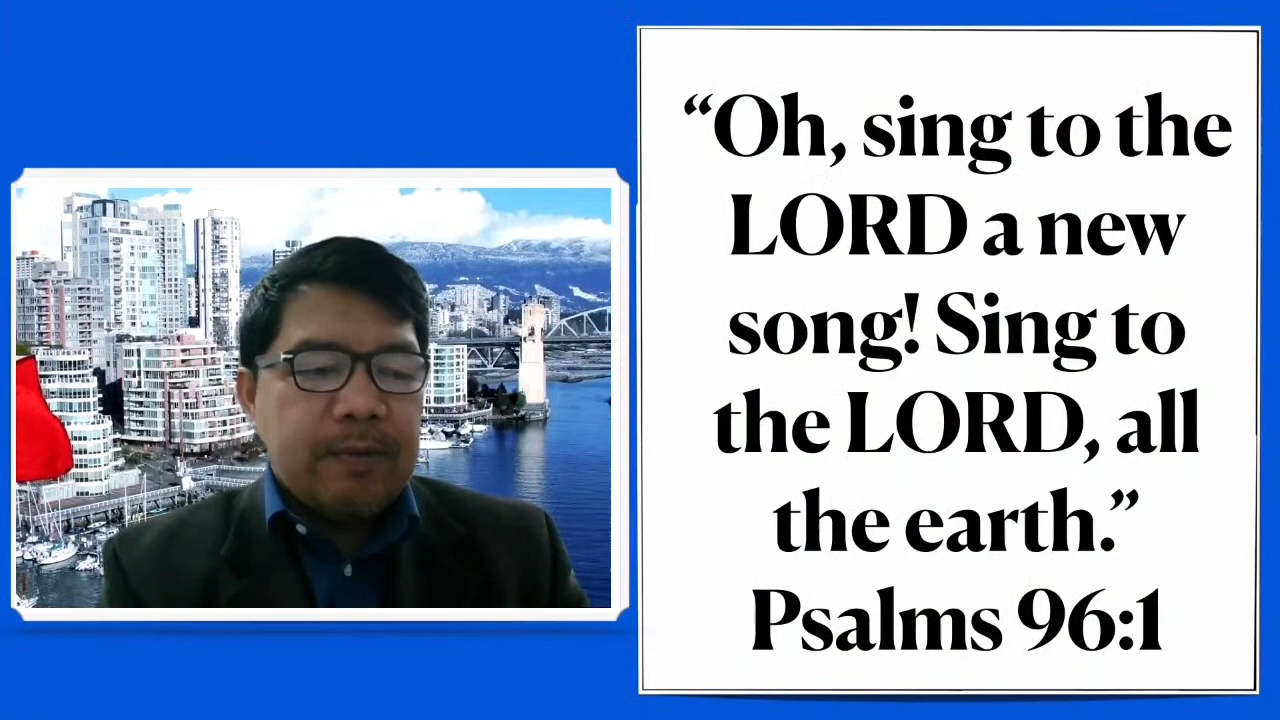 “Oh, sing to the
LORD a new
song! Sing to
the LORD, all
the earth.”
Psalms 96:1